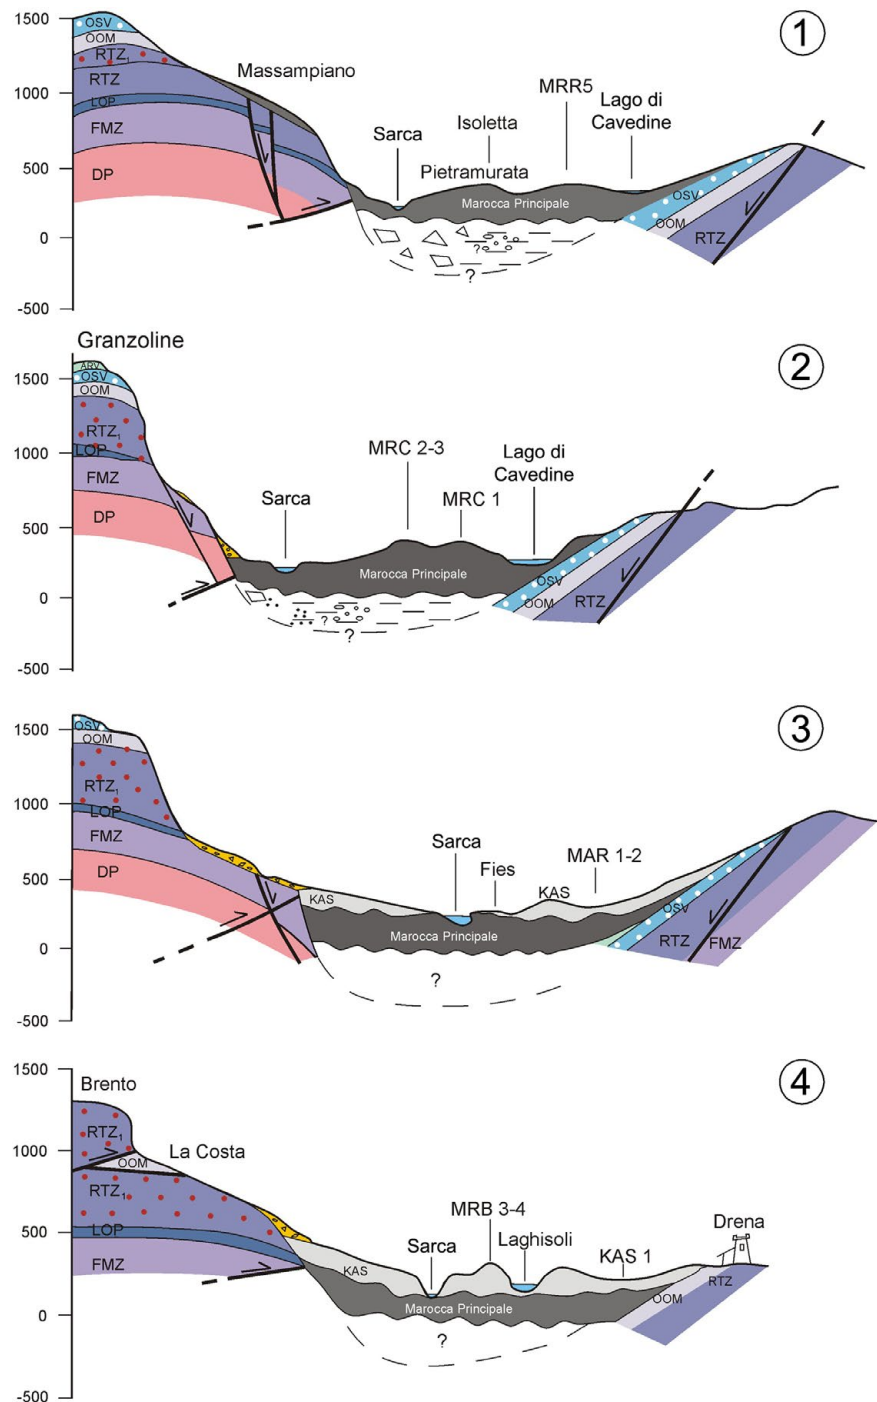 1
1500
1000
500
0
-500
OSV
OOM
RTZ1
RTZ
LOP
FMZ
DP
Massampiano
Sarca
Isoletta
Pietramurata
MRR5
Lago di
Cavedine
Marocca Principale
?
?
OSV
OOM
RTZ
Granzoline
2
1500
1000
500
0
-500
ARV
OSV
OOM
RTZ1
LOP
FMZ
DP
Sarca
MRC 2-3
MRC 1
Lago di
Cavedine
Marocca Principale
?
?
OSV
OOM
RTZ
3
1500
1000
500
0
-500
OSV
OOM
RTZ1
LOP
FMZ
DP
KAS
Sarca
Fies
KAS
MAR 1-2
Marocca Principale
?
OSV
RTZ
FMZ
4
1500
1000
500
0
-500
Brento
RTZ1
OOM
La Costa
RTZ1
LOP
FMZ
KAS
Sarca
MRB 3-4
Laghisoli
KAS 1
Drena
Marocca Principale
?
OOM
RTZ